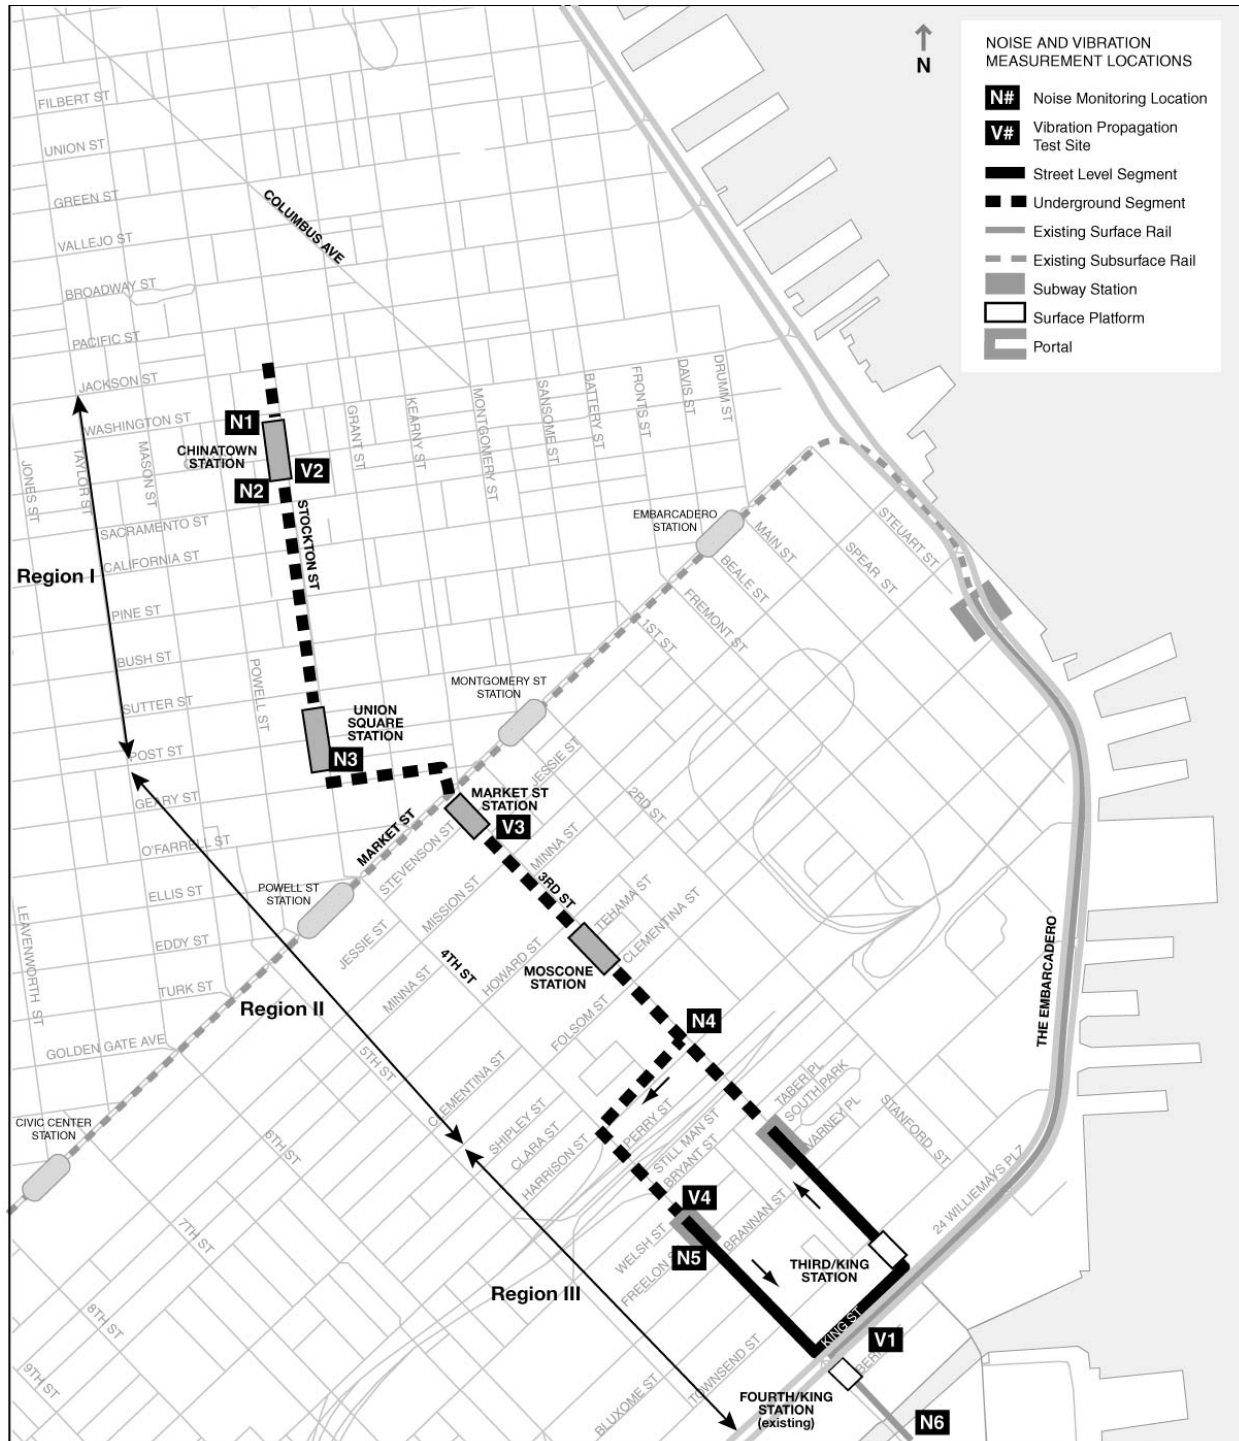 N
NOISE AND VIBRATION
MEASUREMENT LOCATIONS
N# Noise Monitoring Location
V# Vibration Propagation
Test Site
Street Level Segment
Underground Segment
Existing Surface Rail
Existing Subsurface Rail
Subway Station
Surface Platform
Portal
FILBERT ST
UNION ST
GREEN ST
VALLEJO ST
BROADWAY ST
PACIFIC ST
JACKSON ST
WASHINGTON ST
COLUMBUS AVE
N1
CHINATOWN
STATION
V2
N2
JONES ST
TAYLOR ST
MASON ST
GRANT ST
KEARNY ST
MONTGOMERY ST
SANSOME ST
BATTERY ST
FRONTS ST
DAVIS ST
DRUMM ST
SACRAMENTO ST
CALIFORNIA ST
STOCKTON ST
Region I
PINE ST
BUSH ST
SUTTER ST
POST ST
GEARY ST
POWELL ST
EMBARCADERO
STATION
MAIN ST
BEALE ST
FREMONT ST
1ST ST
SPEAR ST
STEUART ST
MONTGOMERY ST
STATION
UNION
SQUARE
STATION
N3
MARKET ST
STATION
V3
JESSIE ST
2RD ST
MINNA ST
MARKET ST
STEVENSON ST
O'FARRELL ST
ELLIS ST
POWELL ST
STATION
EDDY ST
TURK ST
GOLDEN GATE AVE
LEAVENWORTH ST
MISSION ST
JESSIE ST
MINNA ST
4TH ST
3RD ST
TEHAMA ST
CLEMENTINA ST
HOWARD ST
MOSCONE
STATION
FOLSOM ST
Region II
N4
THE EMBARCADERO
CIVIC CENTER
STATION
5TH ST
6TH ST
7TH ST
8TH ST
9TH ST
CLEMENTINA ST
SHIPLEY ST
CLARA ST
HARRISON ST
PERRY ST
STILL MAN ST
BRYANT ST
TABER PL
SOUTH PARK
VARNEY PL
STANFORD ST
24 WILLIEMAYS PLZ
V4
N5
WELSH ST
BRANNAN ST
THIRD/KING
STATION
Region III
KING ST
V1
TOWNSEND ST
BLUXOME ST
FOURTH/KING
STATION
(existing)
N6